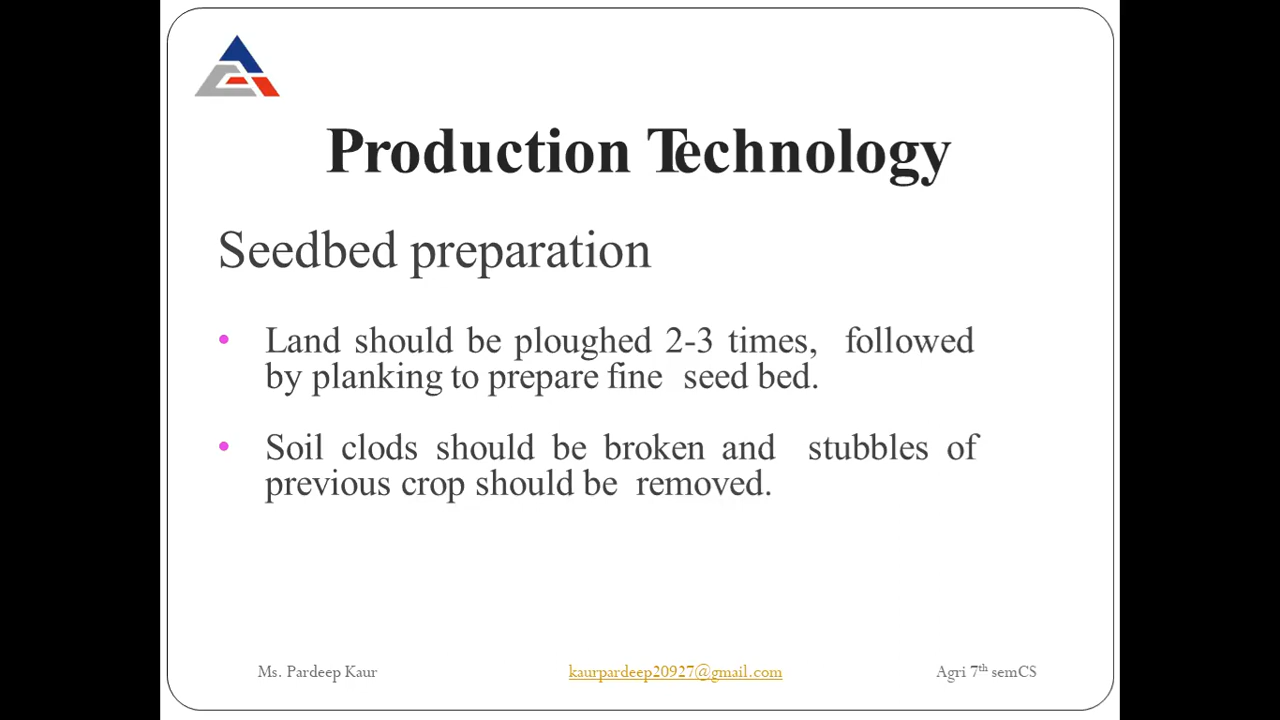 Production Technology
Seedbed preparation
• Land should be ploughed 2-3 times, followed
by planking to prepare fine seed bed.
• Soil clods should be broken and stubbles of
previous crop should be removed.
Ms. Pardeep Kaur kaurpardeep20927@gmail.com Agri 7th semCS